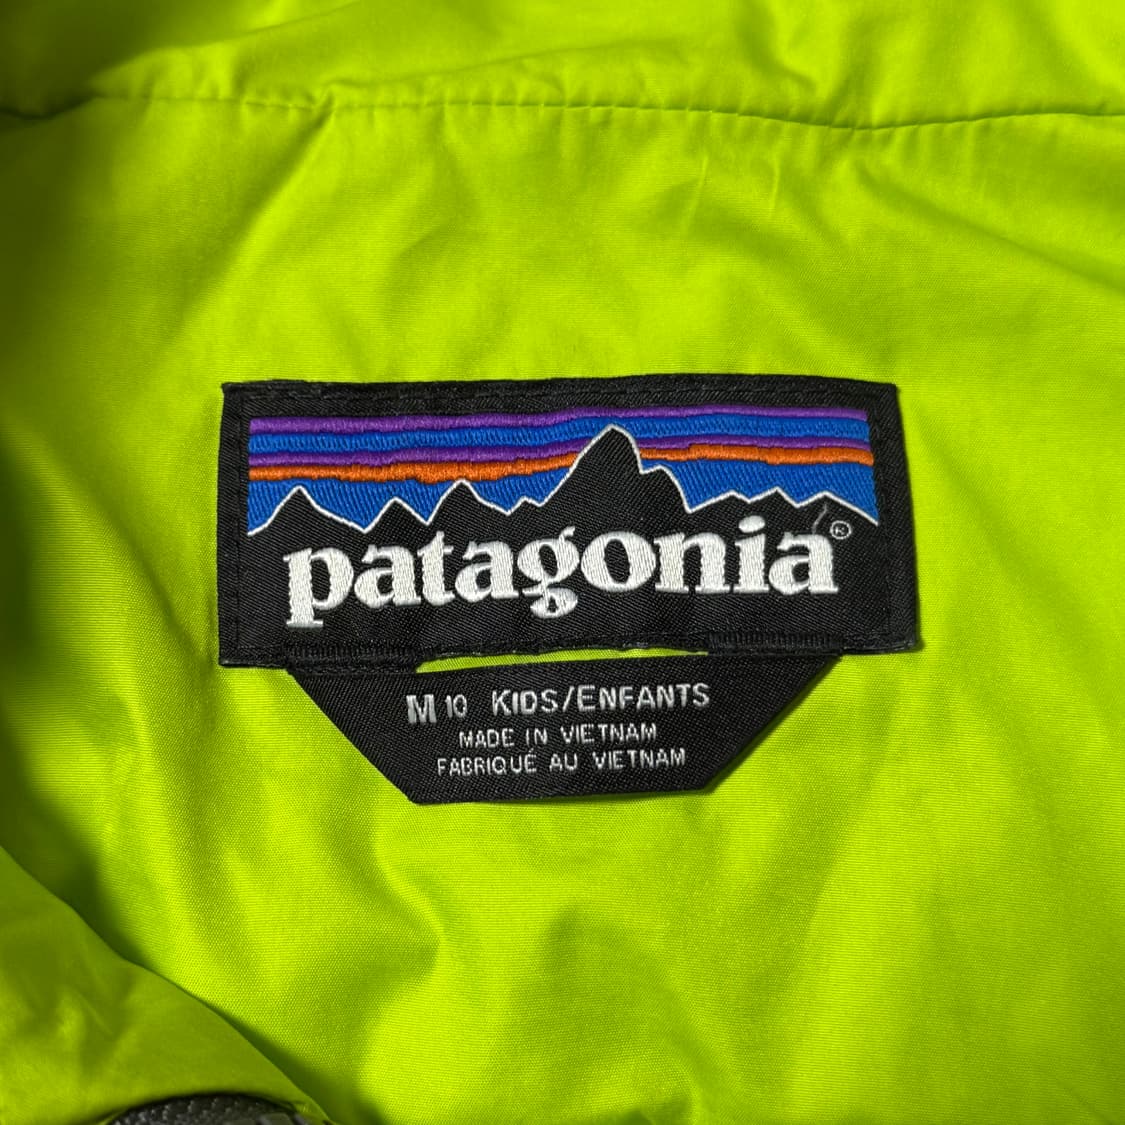 patagonia®
M 10 KIDS/ENFANTS
MADE IN VIETNAM
FABRIQUÉ AU VIETNAM